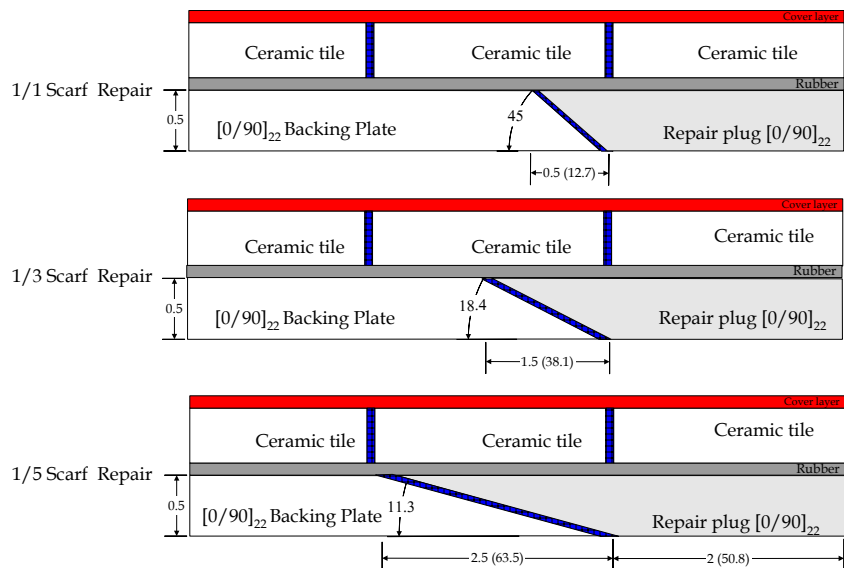 Cover layer
Ceramic tile Ceramic tile Ceramic tile
Rubber
1/1 Scarf Repair
0.5
45
[0/90]22 Backing Plate
Repair plug [0/90]22
0.5 (12.7)
Cover layer
Ceramic tile Ceramic tile Ceramic tile
Rubber
1/3 Scarf Repair
0.5
18.4
[0/90]22 Backing Plate
Repair plug [0/90]22
1.5 (38.1)
Cover layer
Ceramic tile Ceramic tile Ceramic tile
Rubber
1/5 Scarf Repair
0.5
11.3
[0/90]22 Backing Plate
Repair plug [0/90]22
2.5 (63.5)
2 (50.8)